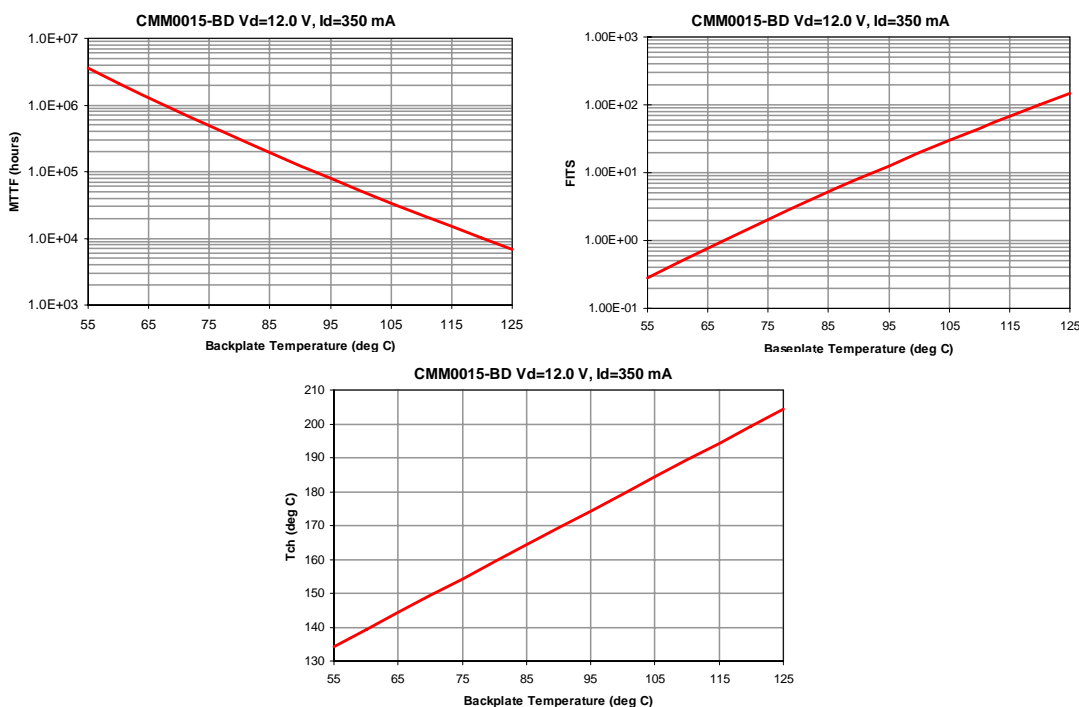 CMM0015-BD Vd=12.0 V, Id=350 mA
1.0E+07
1.0E+06
1.0E+05
1.0E+04
1.0E+03
MTTF (hours)
55 65 75 85 95 105 115 125
Backplate Temperature (deg C)
CMM0015-BD Vd=12.0 V, Id=350 mA
1.00E+03
1.00E+02
1.00E+01
1.00E+00
1.00E-01
FITS
55 65 75 85 95 105 115 125
Baseplate Temperature (deg C)
CMM0015-BD Vd=12.0 V, Id=350 mA
210
200
190
180
170
160
150
140
130
Tch (deg C)
55 65 75 85 95 105 115 125
Backplate Temperature (deg C)